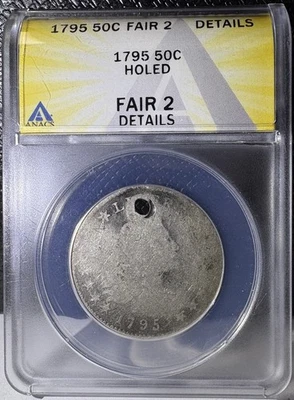 1795 50C FAIR 2 DETAILS
1795 50C
HOLED
FAIR 2
DETAILS
ANACS
L
1795